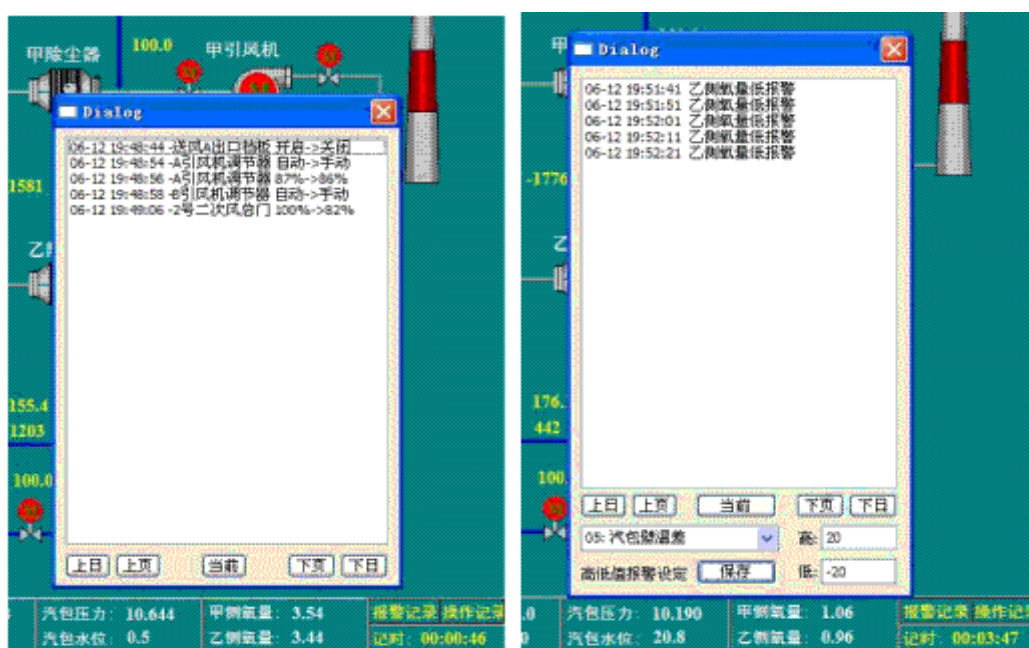 甲除尘器
100.0
甲引风机
Dialog
06-12 19:48:44 -送风A出口挡板 开启->关闭
06-12 19:48:54 -A引风机调节器 自动->手动
06-12 19:48:56 -A引风机调节器 87%->86%
06-12 19:48:58 -B引风机调节器 自动->手动
06-12 19:49:06 -2号二次风总门 100%->82%
1581
乙
155.4
1203
100.0
上日 上页 当前 下页 下日
汽包压力: 10.644
甲侧氧量: 3.54
报警记录 操作记录
汽包水位: 0.5
乙侧氧量: 3.44
记时: 00:00:46
甲
Dialog
06-12 19:51:41 乙侧氧量低报警
06-12 19:51:51 乙侧氧量低报警
06-12 19:52:01 乙侧氧量低报警
06-12 19:52:11 乙侧氧量低报警
06-12 19:52:21 乙侧氧量低报警
-1776
乙
176.
442
100.
上日 上页 当前 下页 下日
05: 汽包壁温差
高: 20
高低值报警设定 保存
低: -20
.0
汽包压力: 10.190
甲侧氧量: 1.06
报警记录 操作记
0
汽包水位: 20.8
乙侧氧量: 0.96
记时: 00:03:47